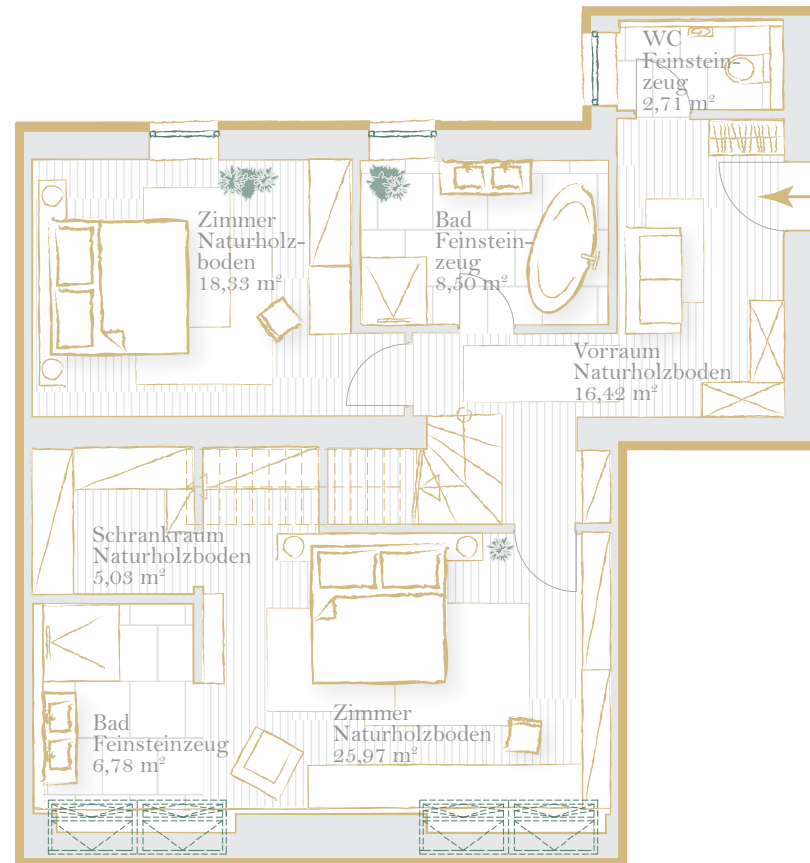 WC
Feinstein-
zeug
2,71 m²
Zimmer
Naturholz-
boden
18,33 m²
Bad
Feinstein-
zeug
8,50 m²
Vorraum
Naturholzboden
16,42 m²
Schrankraum
Naturholzboden
5,03 m²
Bad
Feinsteinzeug
6,78 m²
Zimmer
Naturholzboden
25,97 m²